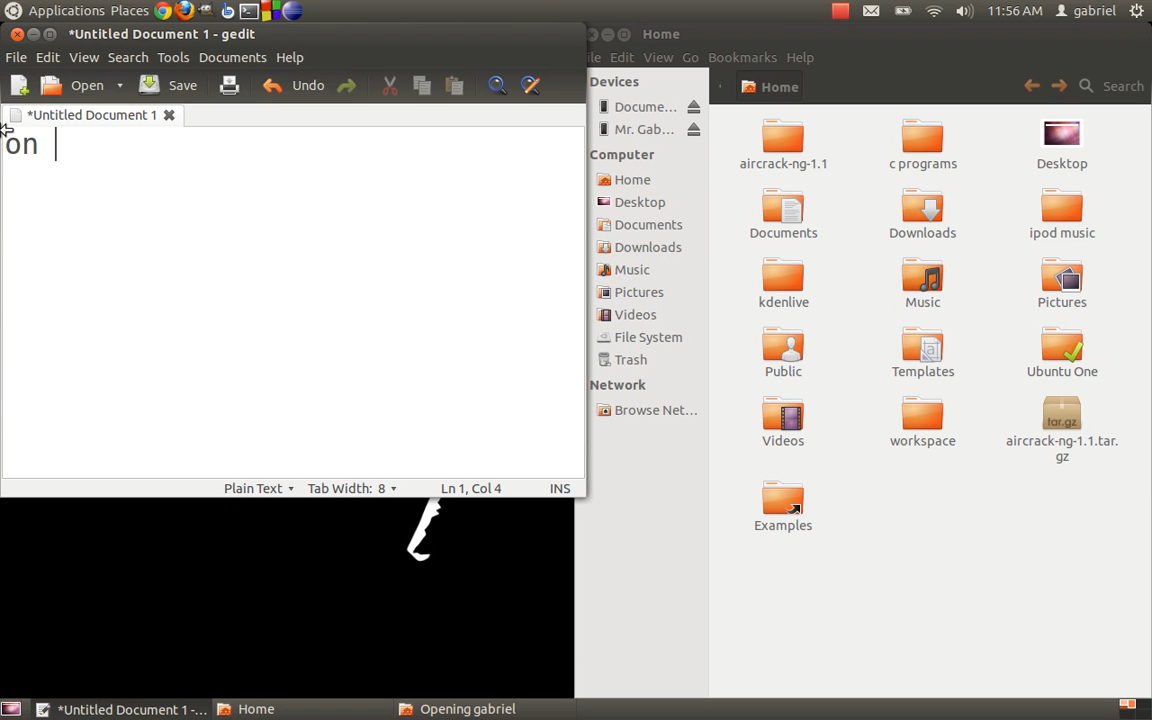 Applications Places 11:56 AM gabriel
*Untitled Document 1 - gedit
File Edit View Search Tools Documents Help
Open Save Undo
*Untitled Document 1
on
Plain Text Tab Width: 8 Ln 1, Col 4 INS
Home
ile Edit View Go Bookmarks Help
Home Search
Devices
Docume...
Mr. Gab...
Computer
Home
Desktop
Documents
Downloads
Music
Pictures
Videos
File System
Trash
Network
Browse Net...
aircrack-ng-1.1 c programs Desktop
Documents Downloads ipod music
kdenlive Music Pictures
Public Templates Ubuntu One
tar.gz
Videos workspace aircrack-ng-1.1.tar.
gz
Examples
*Untitled Document 1 -... Home Opening gabriel